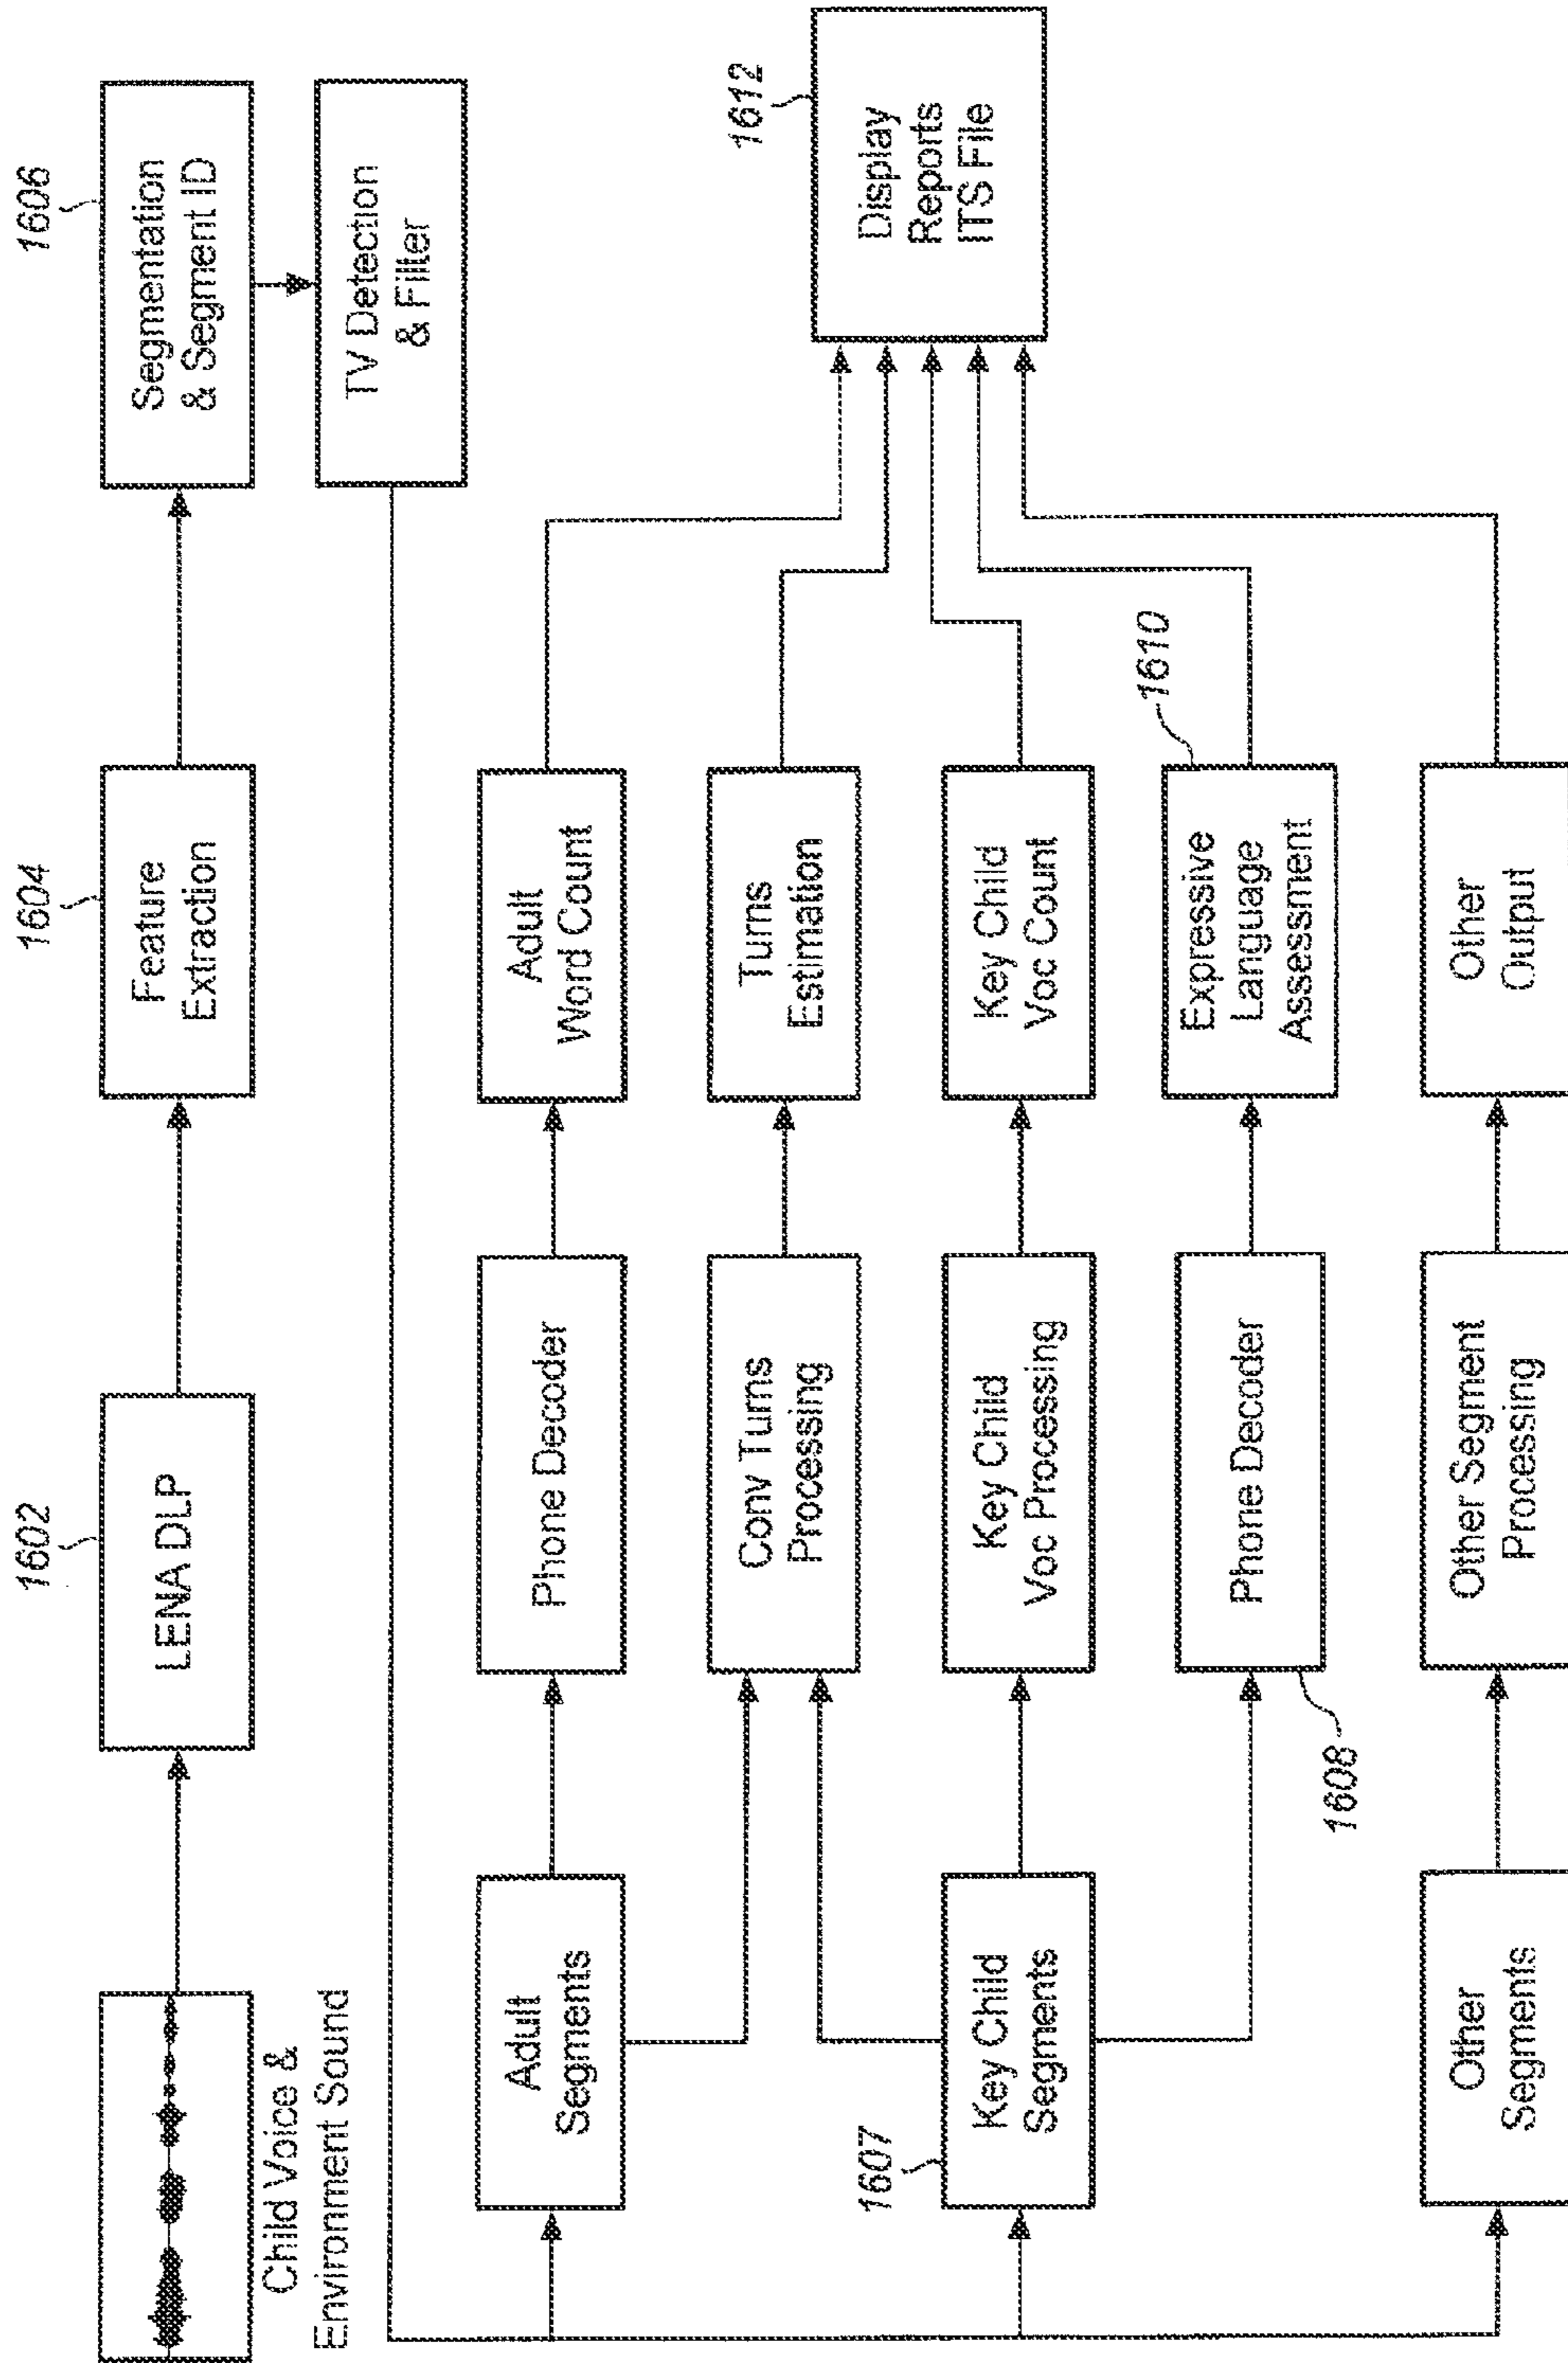 1602
1604
1606
Child Voice &
Environment Sound
LENA DLP
Feature
Extraction
Segmentation
& Segment ID
TV Detection
& Filter
Adult
Segments
Phone Decoder
Adult
Word Count
Conv Turns
Processing
Turns
Estimation
1607
Key Child
Segments
Key Child
Voc Processing
Key Child
Voc Count
1608
Phone Decoder
1610
Expressive
Language
Assessment
Other
Segments
Other Segment
Processing
Other
Output
1612
Display
Reports
ITS File